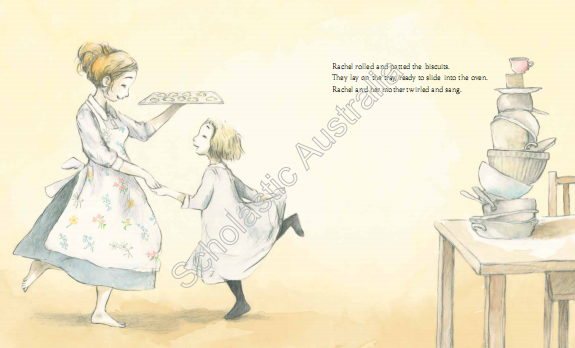 Rachel rolled and patted the biscuits.
They lay on the tray, ready to slide into the oven.
Rachel and her mother twirled and sang.
Scholastic Australia